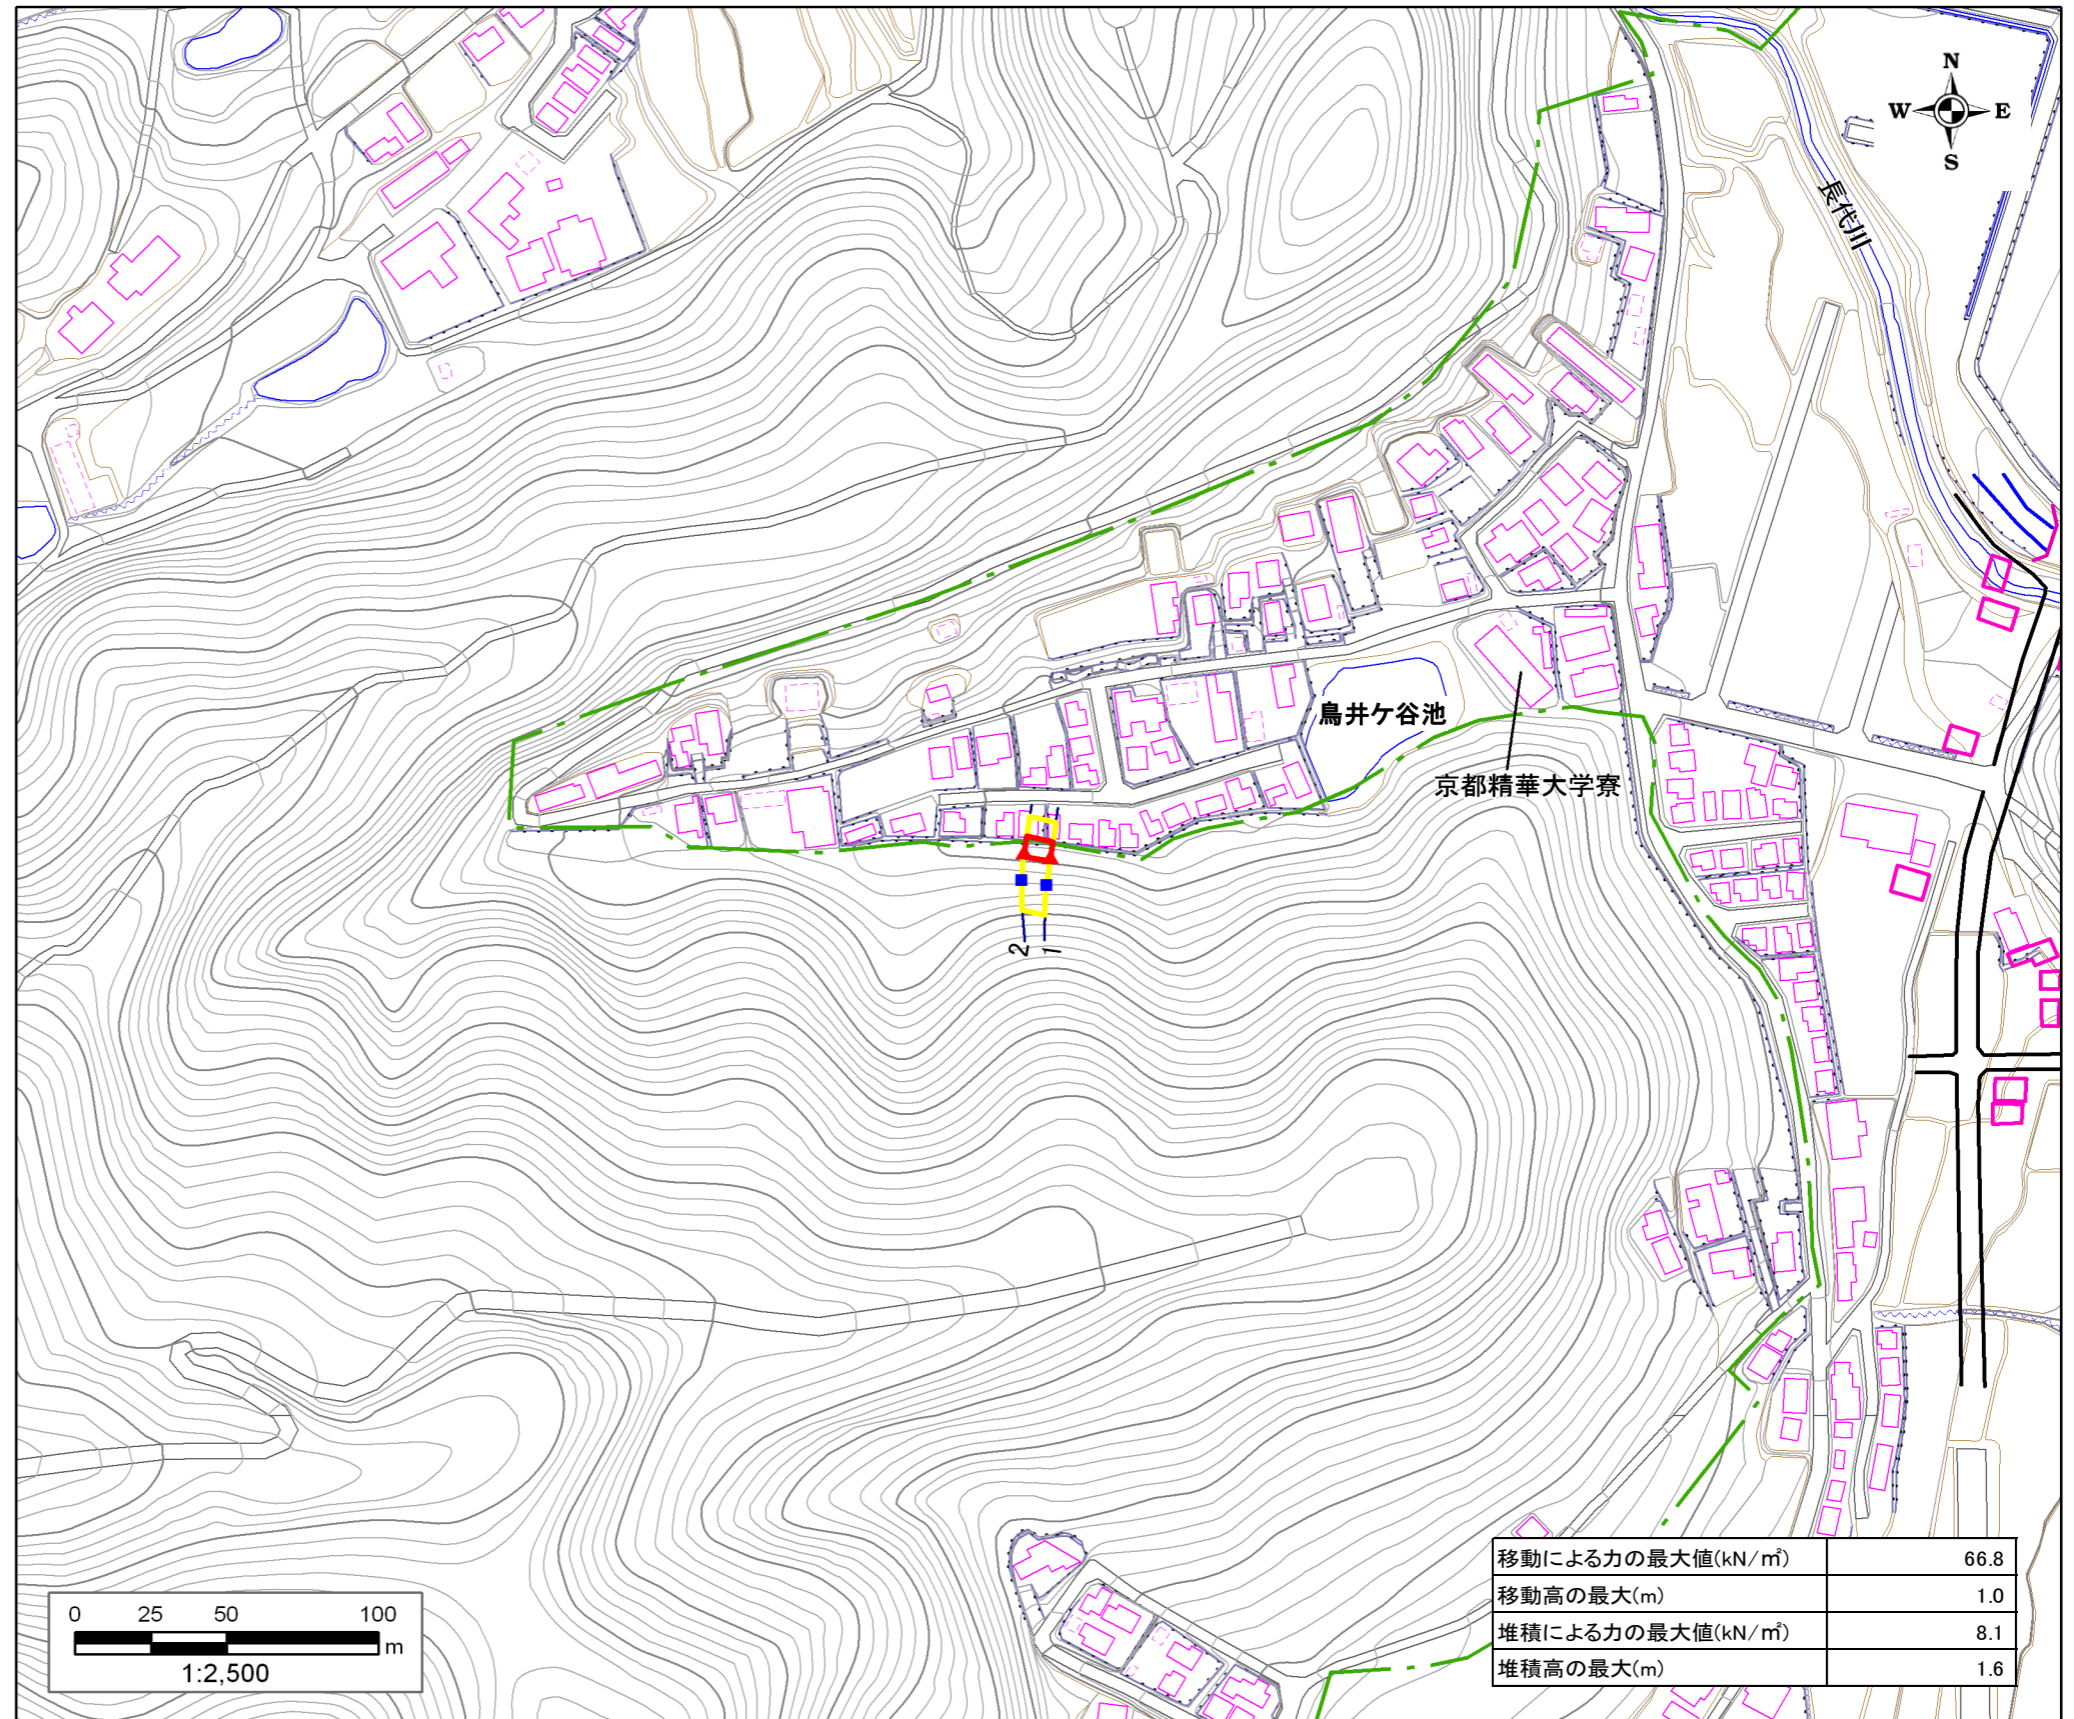 N
W E
S
長代川
鳥井ケ谷池
京都精華大学寮
2 1
移動による力の最大値(kN/㎡) 66.8
移動高の最大(m) 1.0
堆積による力の最大値(kN/㎡) 8.1
堆積高の最大(m) 1.6
0 25 50 100
m
1:2,500